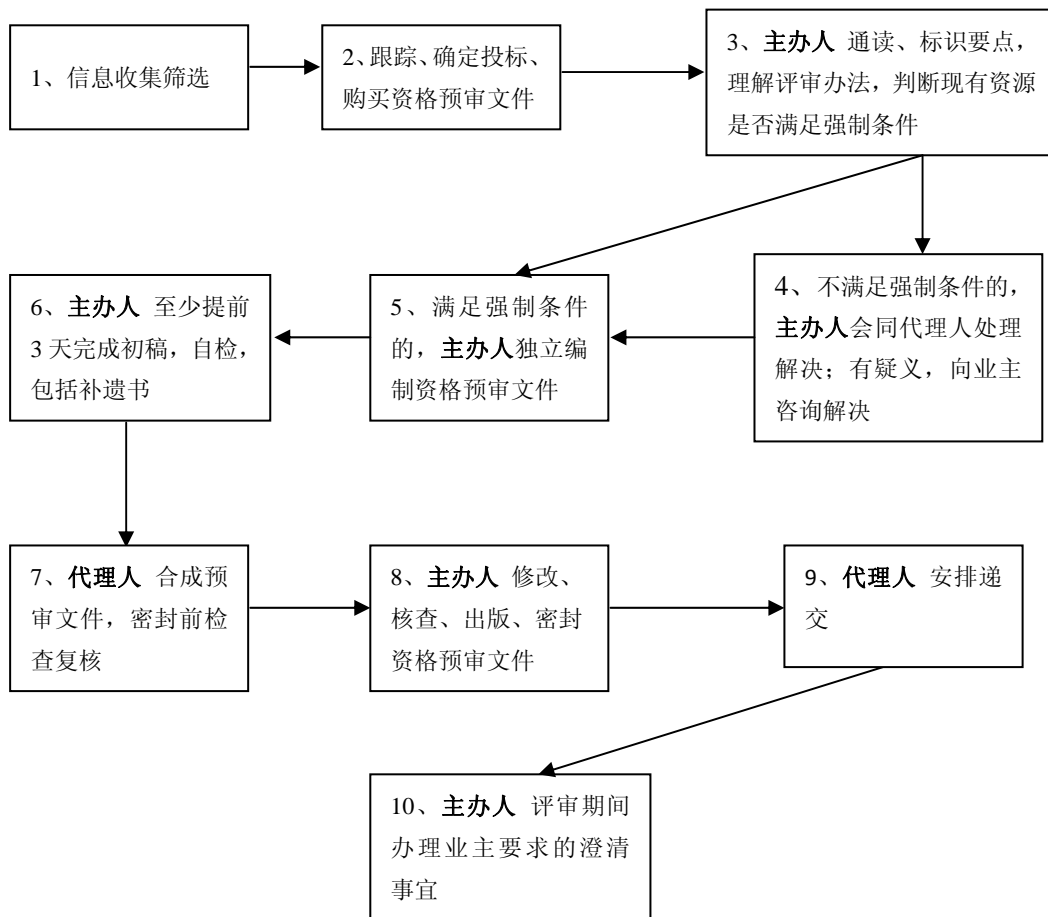 1、信息收集筛选
2、跟踪、确定投标、
购买资格预审文件
3、主办人 通读、标识要点，
理解评审办法，判断现有资源
是否满足强制条件
4、不满足强制条件的，
主办人会同代理人处理
解决；有疑义，向业主
咨询解决
5、满足强制条件
的，主办人独立编
制资格预审文件
6、主办人 至少提前
3 天完成初稿，自检，
包括补遗书
7、代理人 合成预
审文件，密封前检
查复核
8、主办人 修改、
核查、出版、密封
资格预审文件
9、代理人 安排递
交
10、主办人 评审期间
办理业主要求的澄清
事宜